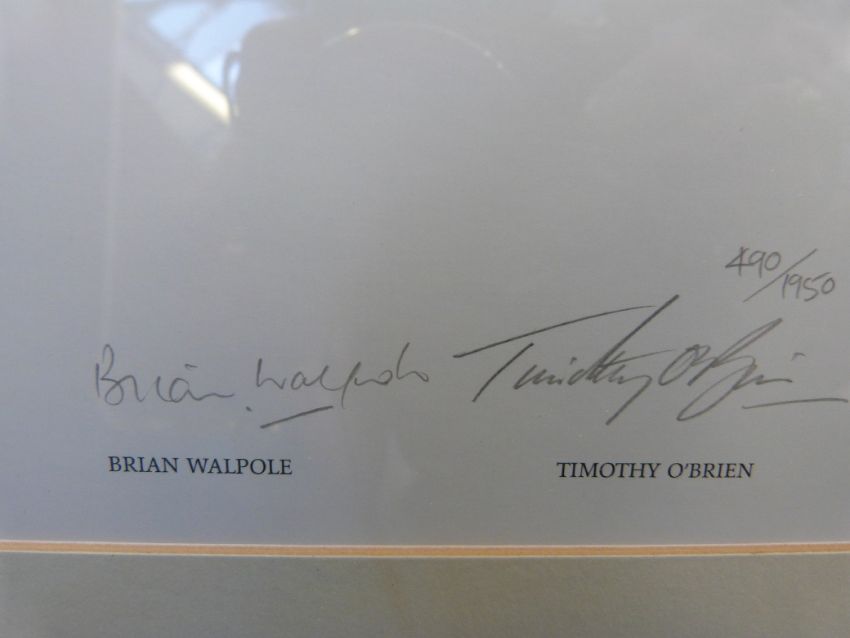 490/1950
Brian Walpole Timothy O'Brien
BRIAN WALPOLE TIMOTHY O'BRIEN